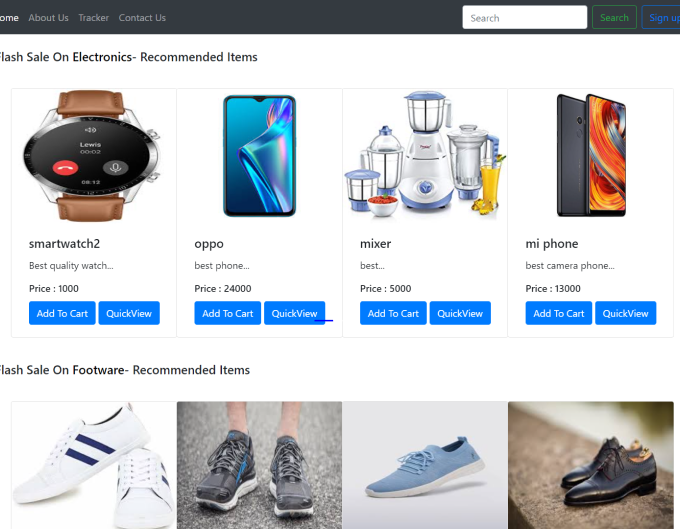 ome About Us Tracker Contact Us Search Search Sign up
Flash Sale On Electronics- Recommended Items
Lewis
00:02
08:12
smartwatch2
Best quality watch...
Price : 1000
Add To Cart QuickView
oppo
best phone...
Price : 24000
Add To Cart QuickView
mixer
best...
Price : 5000
Add To Cart QuickView
mi phone
best camera phone...
Price : 13000
Add To Cart QuickView
Flash Sale On Footware- Recommended Items